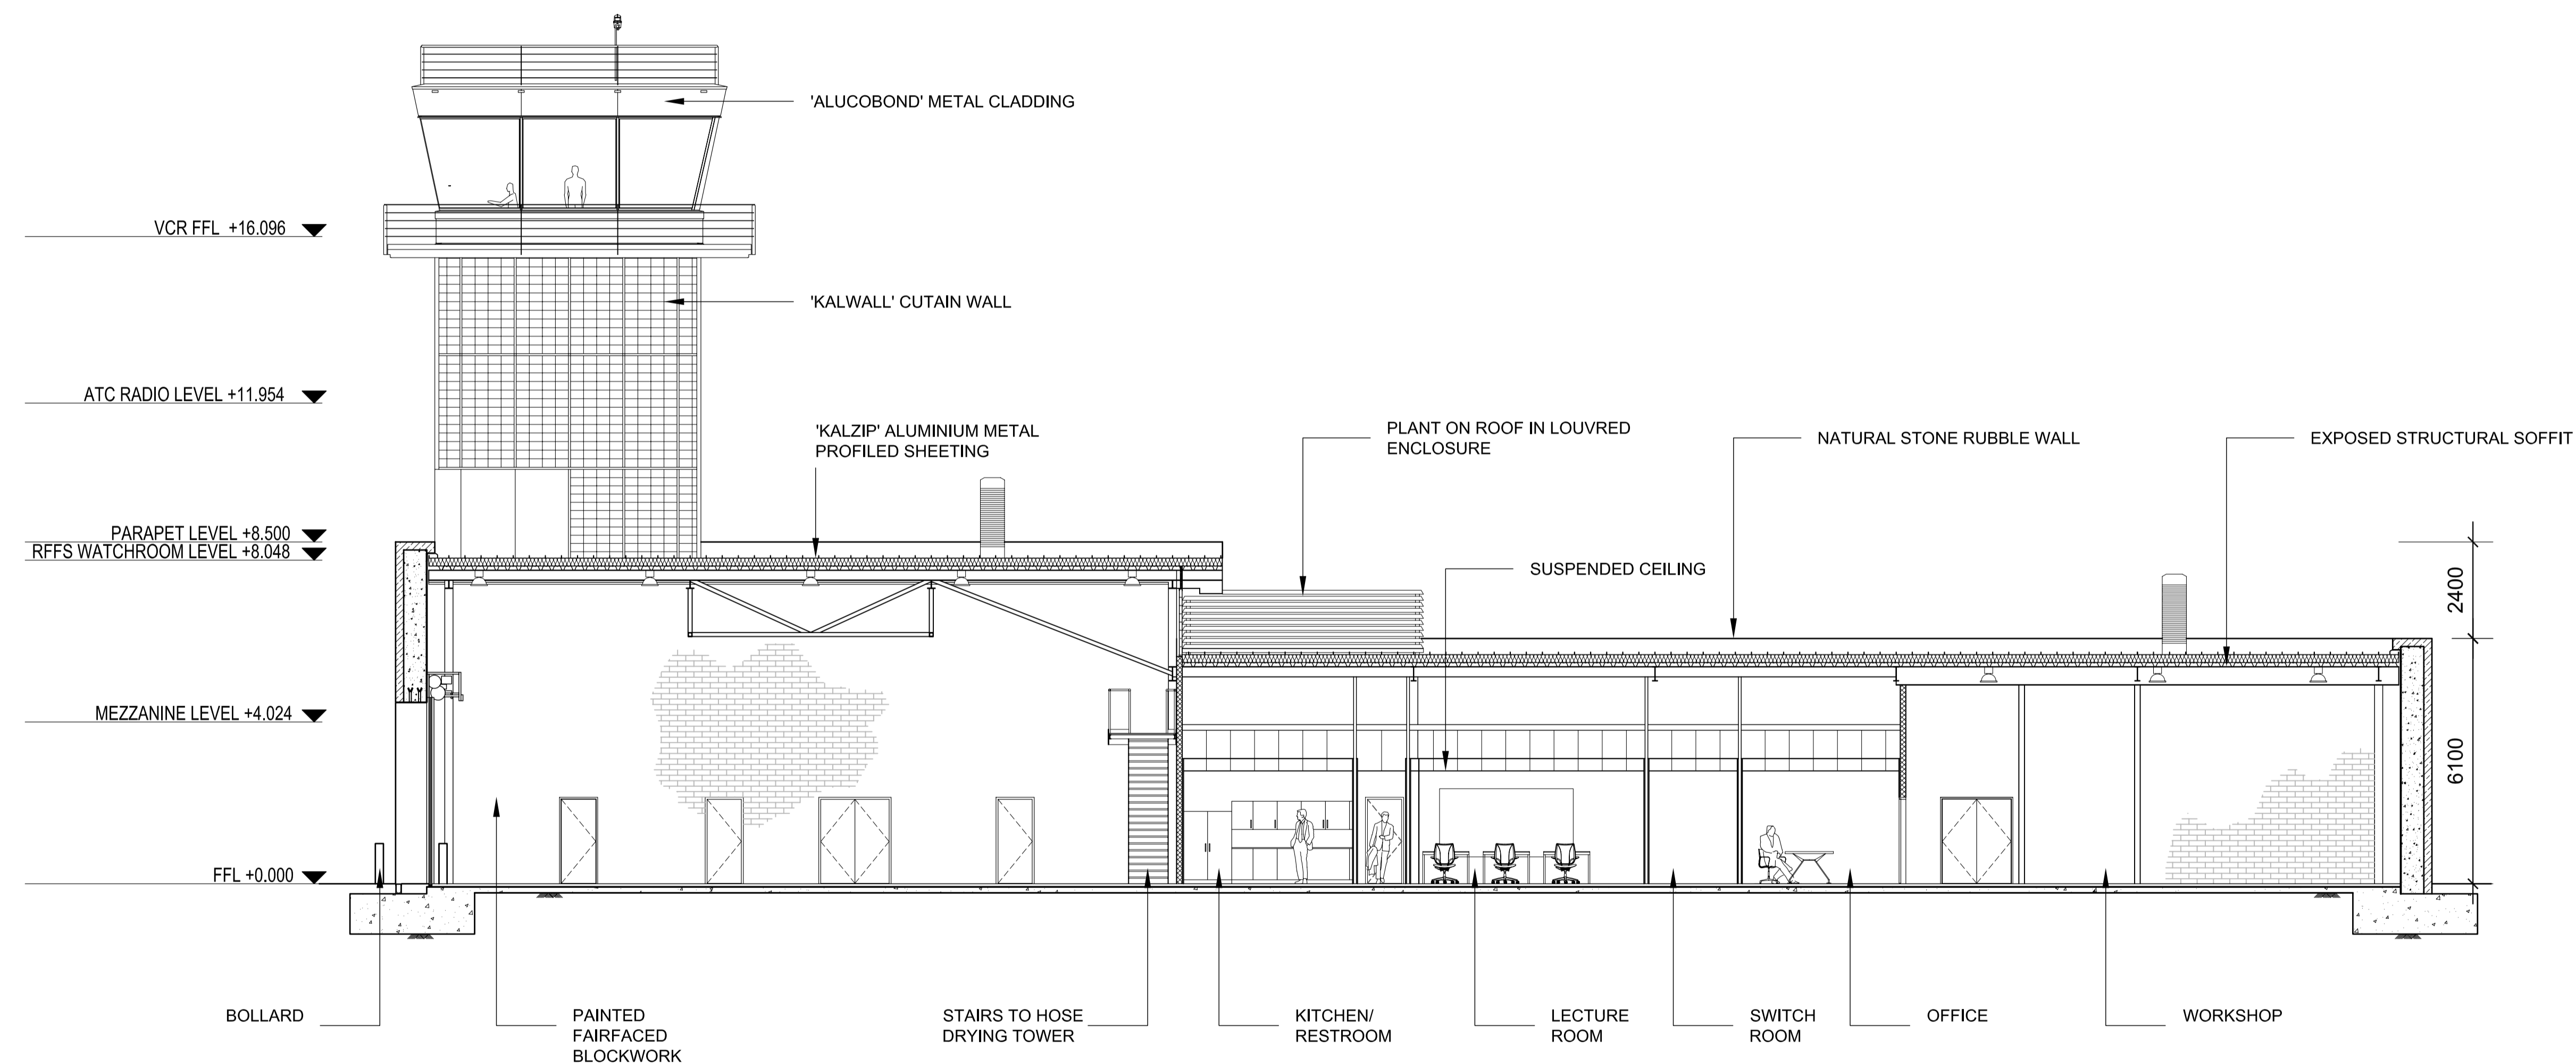 'ALUCOBOND' METAL CLADDING
VCR FFL +16.096
'KALWALL' CUTAIN WALL
ATC RADIO LEVEL +11.954
'KALZIP' ALUMINIUM METAL
PROFILED SHEETING
PLANT ON ROOF IN LOUVRED
ENCLOSURE
NATURAL STONE RUBBLE WALL
EXPOSED STRUCTURAL SOFFIT
PARAPET LEVEL +8.500
RFFS WATCHROOM LEVEL +8.048
SUSPENDED CEILING
2400
MEZZANINE LEVEL +4.024
6100
FFL +0.000
BOLLARD
PAINTED
FAIRFACED
BLOCKWORK
STAIRS TO HOSE
DRYING TOWER
KITCHEN/
RESTROOM
LECTURE
ROOM
SWITCH
ROOM
OFFICE
WORKSHOP